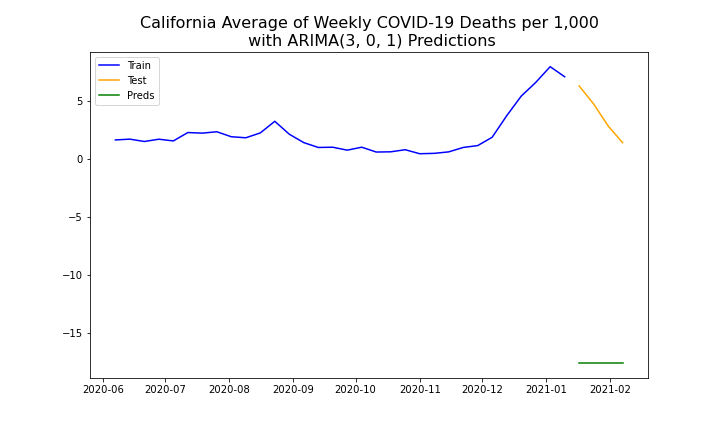 California Average of Weekly COVID-19 Deaths per 1,000
with ARIMA(3, 0, 1) Predictions
Train
Test
Preds
5
0
−5
−10
−15
2020-06 2020-07 2020-08 2020-09 2020-10 2020-11 2020-12 2021-01 2021-02